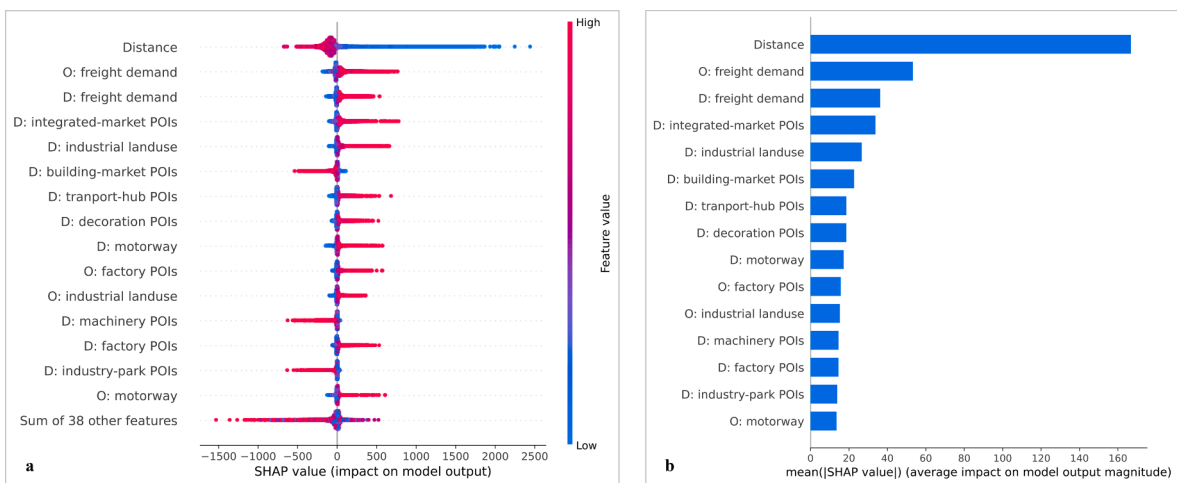 High
Distance
O: freight demand
D: freight demand
D: integrated-market POIs
D: industrial landuse
D: building-market POIs
D: tranport-hub POIs
D: decoration POIs
D: motorway
O: factory POIs
O: industrial landuse
D: machinery POIs
D: factory POIs
D: industry-park POIs
O: motorway
Sum of 38 other features
Feature value
Low
−1500 −1000 −500 0 500 1000 1500 2000 2500
SHAP value (impact on model output)
a
Distance
O: freight demand
D: freight demand
D: integrated-market POIs
D: industrial landuse
D: building-market POIs
D: tranport-hub POIs
D: decoration POIs
D: motorway
O: factory POIs
O: industrial landuse
D: machinery POIs
D: factory POIs
D: industry-park POIs
O: motorway
0 20 40 60 80 100 120 140 160
mean(|SHAP value|) (average impact on model output magnitude)
b